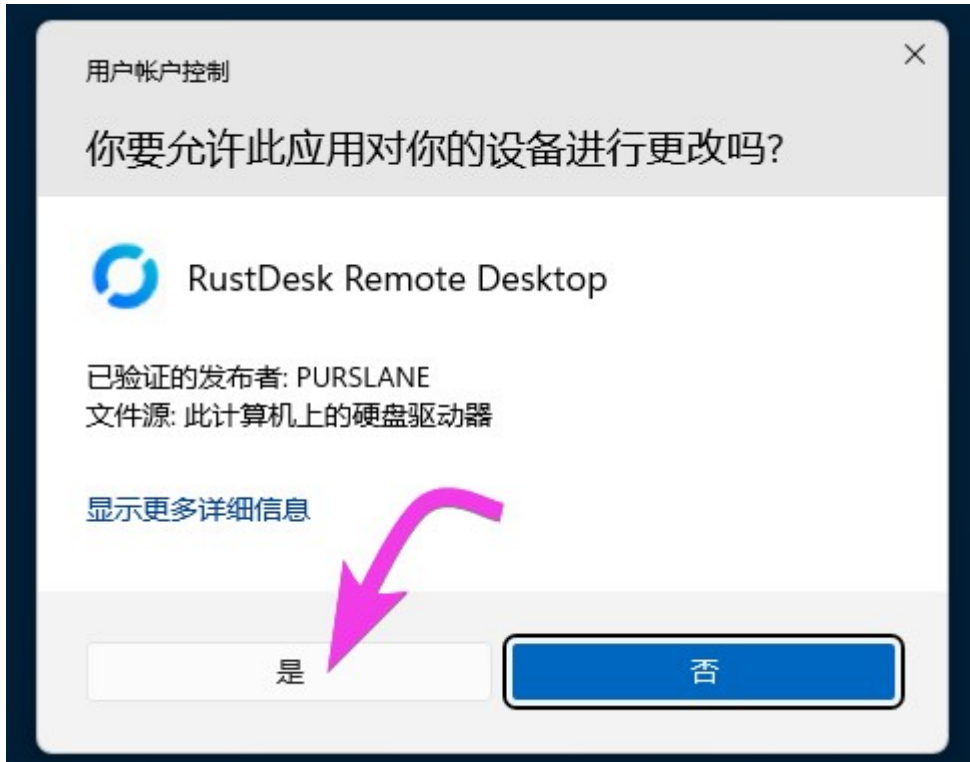 用户帐户控制
你要允许此应用对你的设备进行更改吗?
RustDesk Remote Desktop
已验证的发布者: PURSLANE
文件源: 此计算机上的硬盘驱动器
显示更多详细信息
是
否